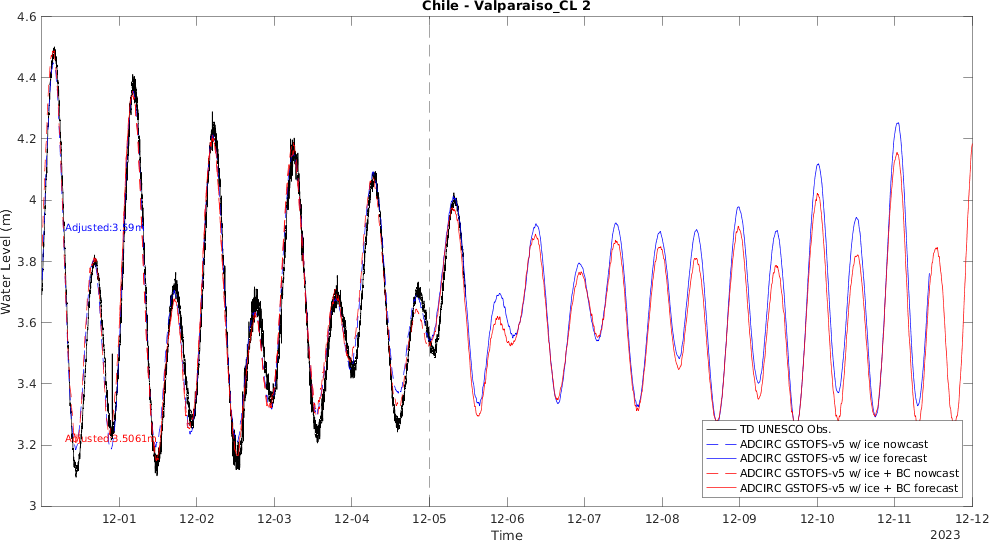 Chile - Valparaiso_CL 2
4.6
4.4
4.2
4
3.8
3.6
3.4
3.2
3
Water Level (m)
Adjusted:3.59m
Adjusted:3.5061m
TD UNESCO Obs.
ADCIRC GSTOFS-v5 w/ ice nowcast
ADCIRC GSTOFS-v5 w/ ice forecast
ADCIRC GSTOFS-v5 w/ ice + BC nowcast
ADCIRC GSTOFS-v5 w/ ice + BC forecast
12-01 12-02 12-03 12-04 12-05 12-06 12-07 12-08 12-09 12-10 12-11 12-12
Time
2023